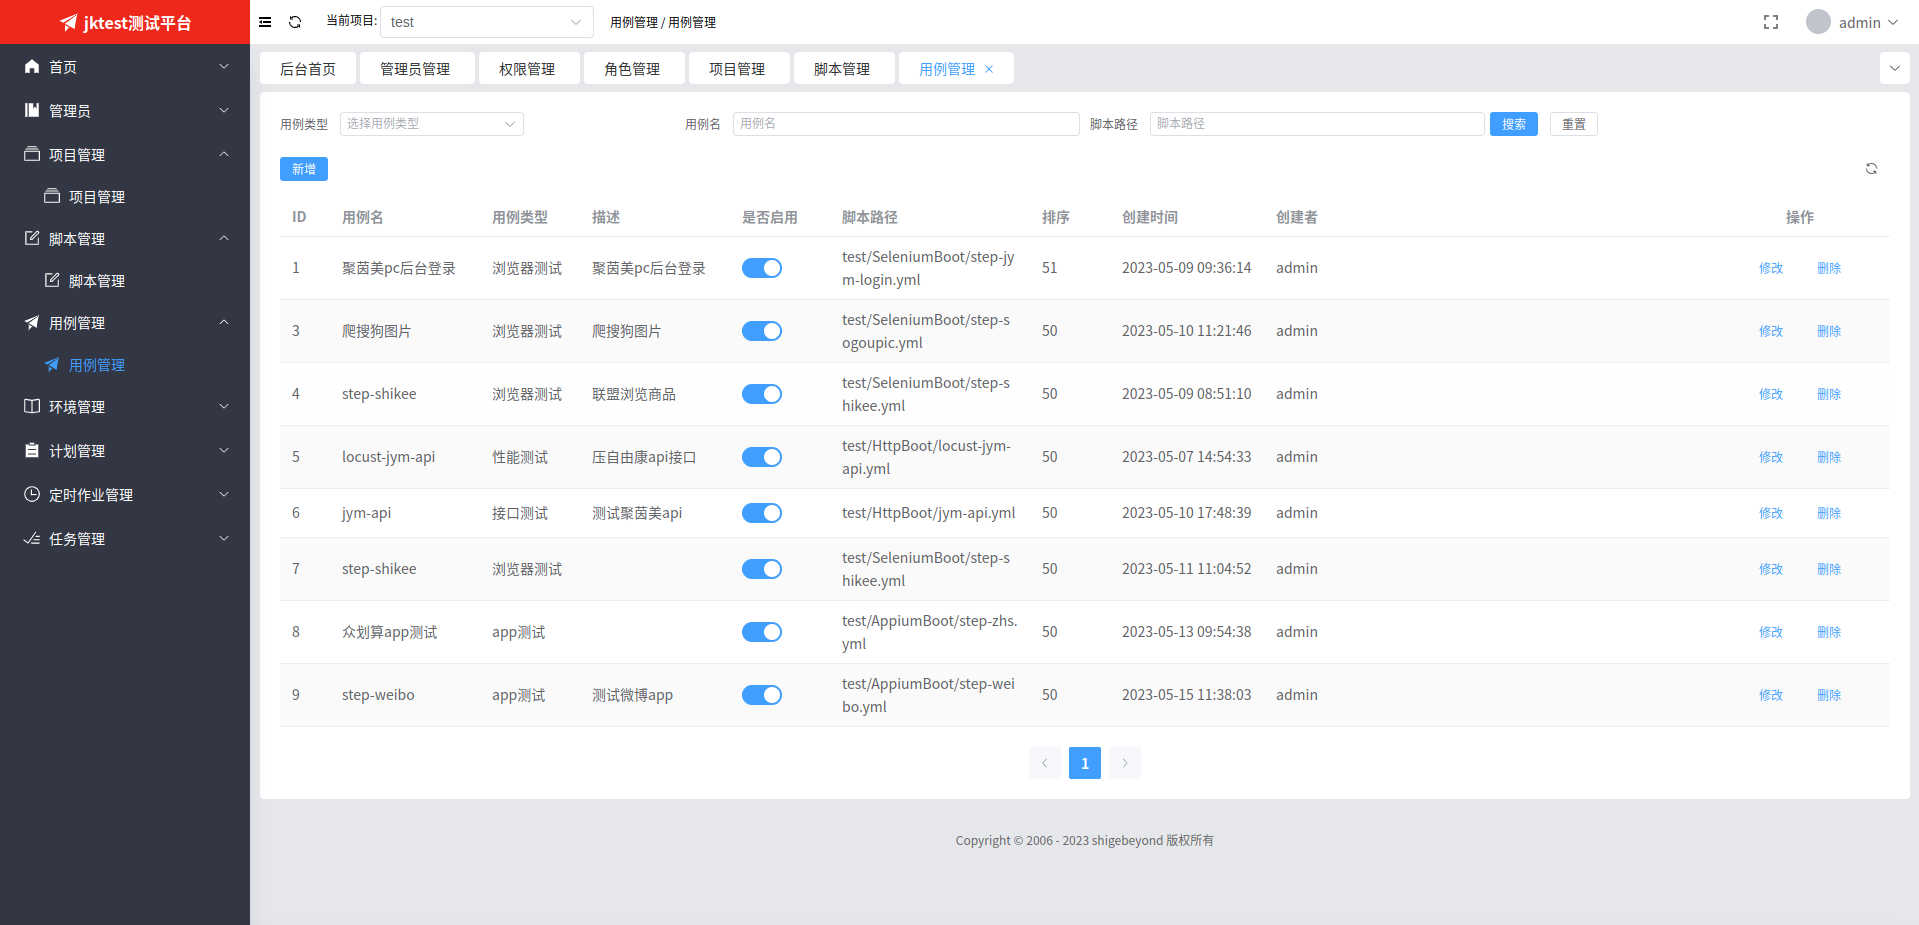 jktest测试平台
当前项目: test
用例管理 / 用例管理
admin
首页
管理员
项目管理
项目管理
脚本管理
脚本管理
用例管理
用例管理
环境管理
计划管理
定时作业管理
任务管理
后台首页 管理员管理 权限管理 角色管理 项目管理 脚本管理 用例管理
用例类型 选择用例类型 用例名 用例名 脚本路径 脚本路径 搜索 重置
新增
ID 用例名 用例类型 描述 是否启用 脚本路径 排序 创建时间 创建者 操作
1 聚茵美pc后台登录 浏览器测试 聚茵美pc后台登录 test/SeleniumBoot/step-jy 51 2023-05-09 09:36:14 admin 修改 删除
m-login.yml
3 爬搜狗图片 浏览器测试 爬搜狗图片 test/SeleniumBoot/step-s 50 2023-05-10 11:21:46 admin 修改 删除
ogoupic.yml
4 step-shikee 浏览器测试 联盟浏览商品 test/SeleniumBoot/step-s 50 2023-05-09 08:51:10 admin 修改 删除
hikee.yml
5 locust-jym-api 性能测试 压自由康api接口 test/HttpBoot/locust-jym- 50 2023-05-07 14:54:33 admin 修改 删除
api.yml
6 jym-api 接口测试 测试聚茵美api test/HttpBoot/jym-api.yml 50 2023-05-10 17:48:39 admin 修改 删除
7 step-shikee 浏览器测试 test/SeleniumBoot/step-s 50 2023-05-11 11:04:52 admin 修改 删除
hikee.yml
8 众划算app测试 app测试 test/AppiumBoot/step-zhs. 50 2023-05-13 09:54:38 admin 修改 删除
yml
9 step-weibo app测试 测试微博app test/AppiumBoot/step-wei 50 2023-05-15 11:38:03 admin 修改 删除
bo.yml
1
Copyright © 2006 - 2023 shigebeyond 版权所有